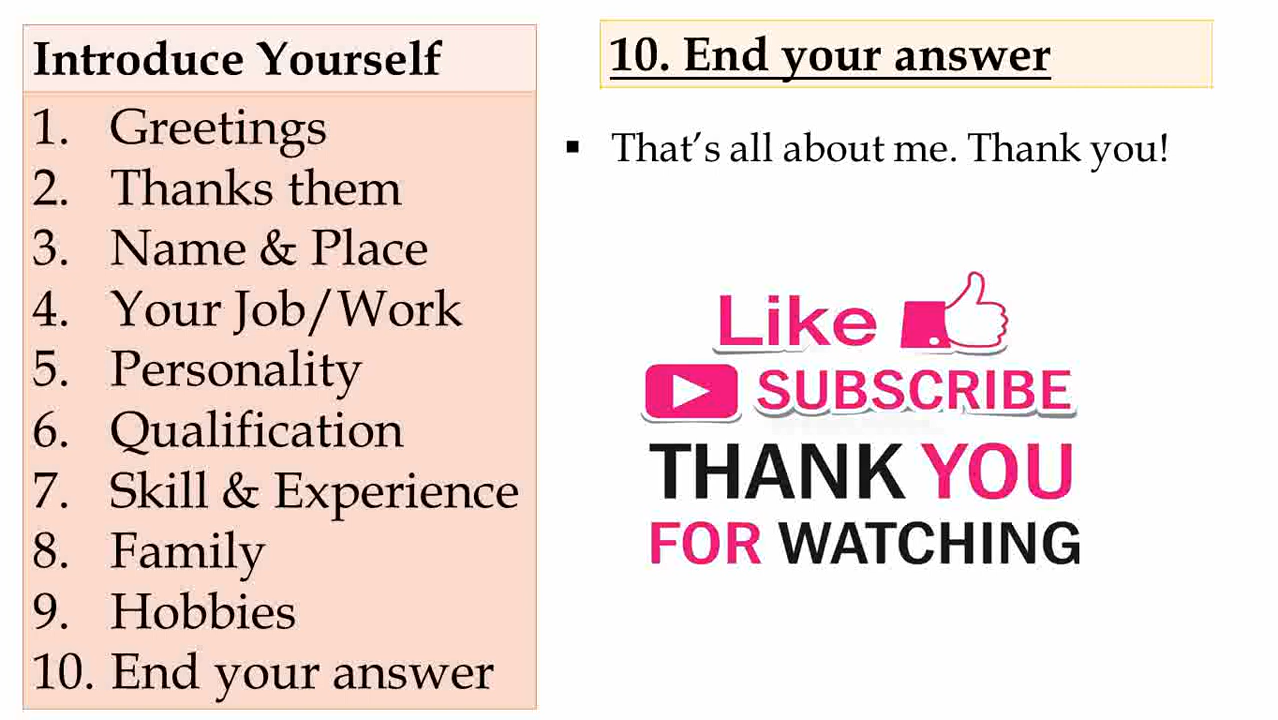 Introduce Yourself
1. Greetings
2. Thanks them
3. Name & Place
4. Your Job/Work
5. Personality
6. Qualification
7. Skill & Experience
8. Family
9. Hobbies
10. End your answer
10. End your answer
▪ That's all about me. Thank you!
Like
SUBSCRIBE
THANK YOU
FOR WATCHING